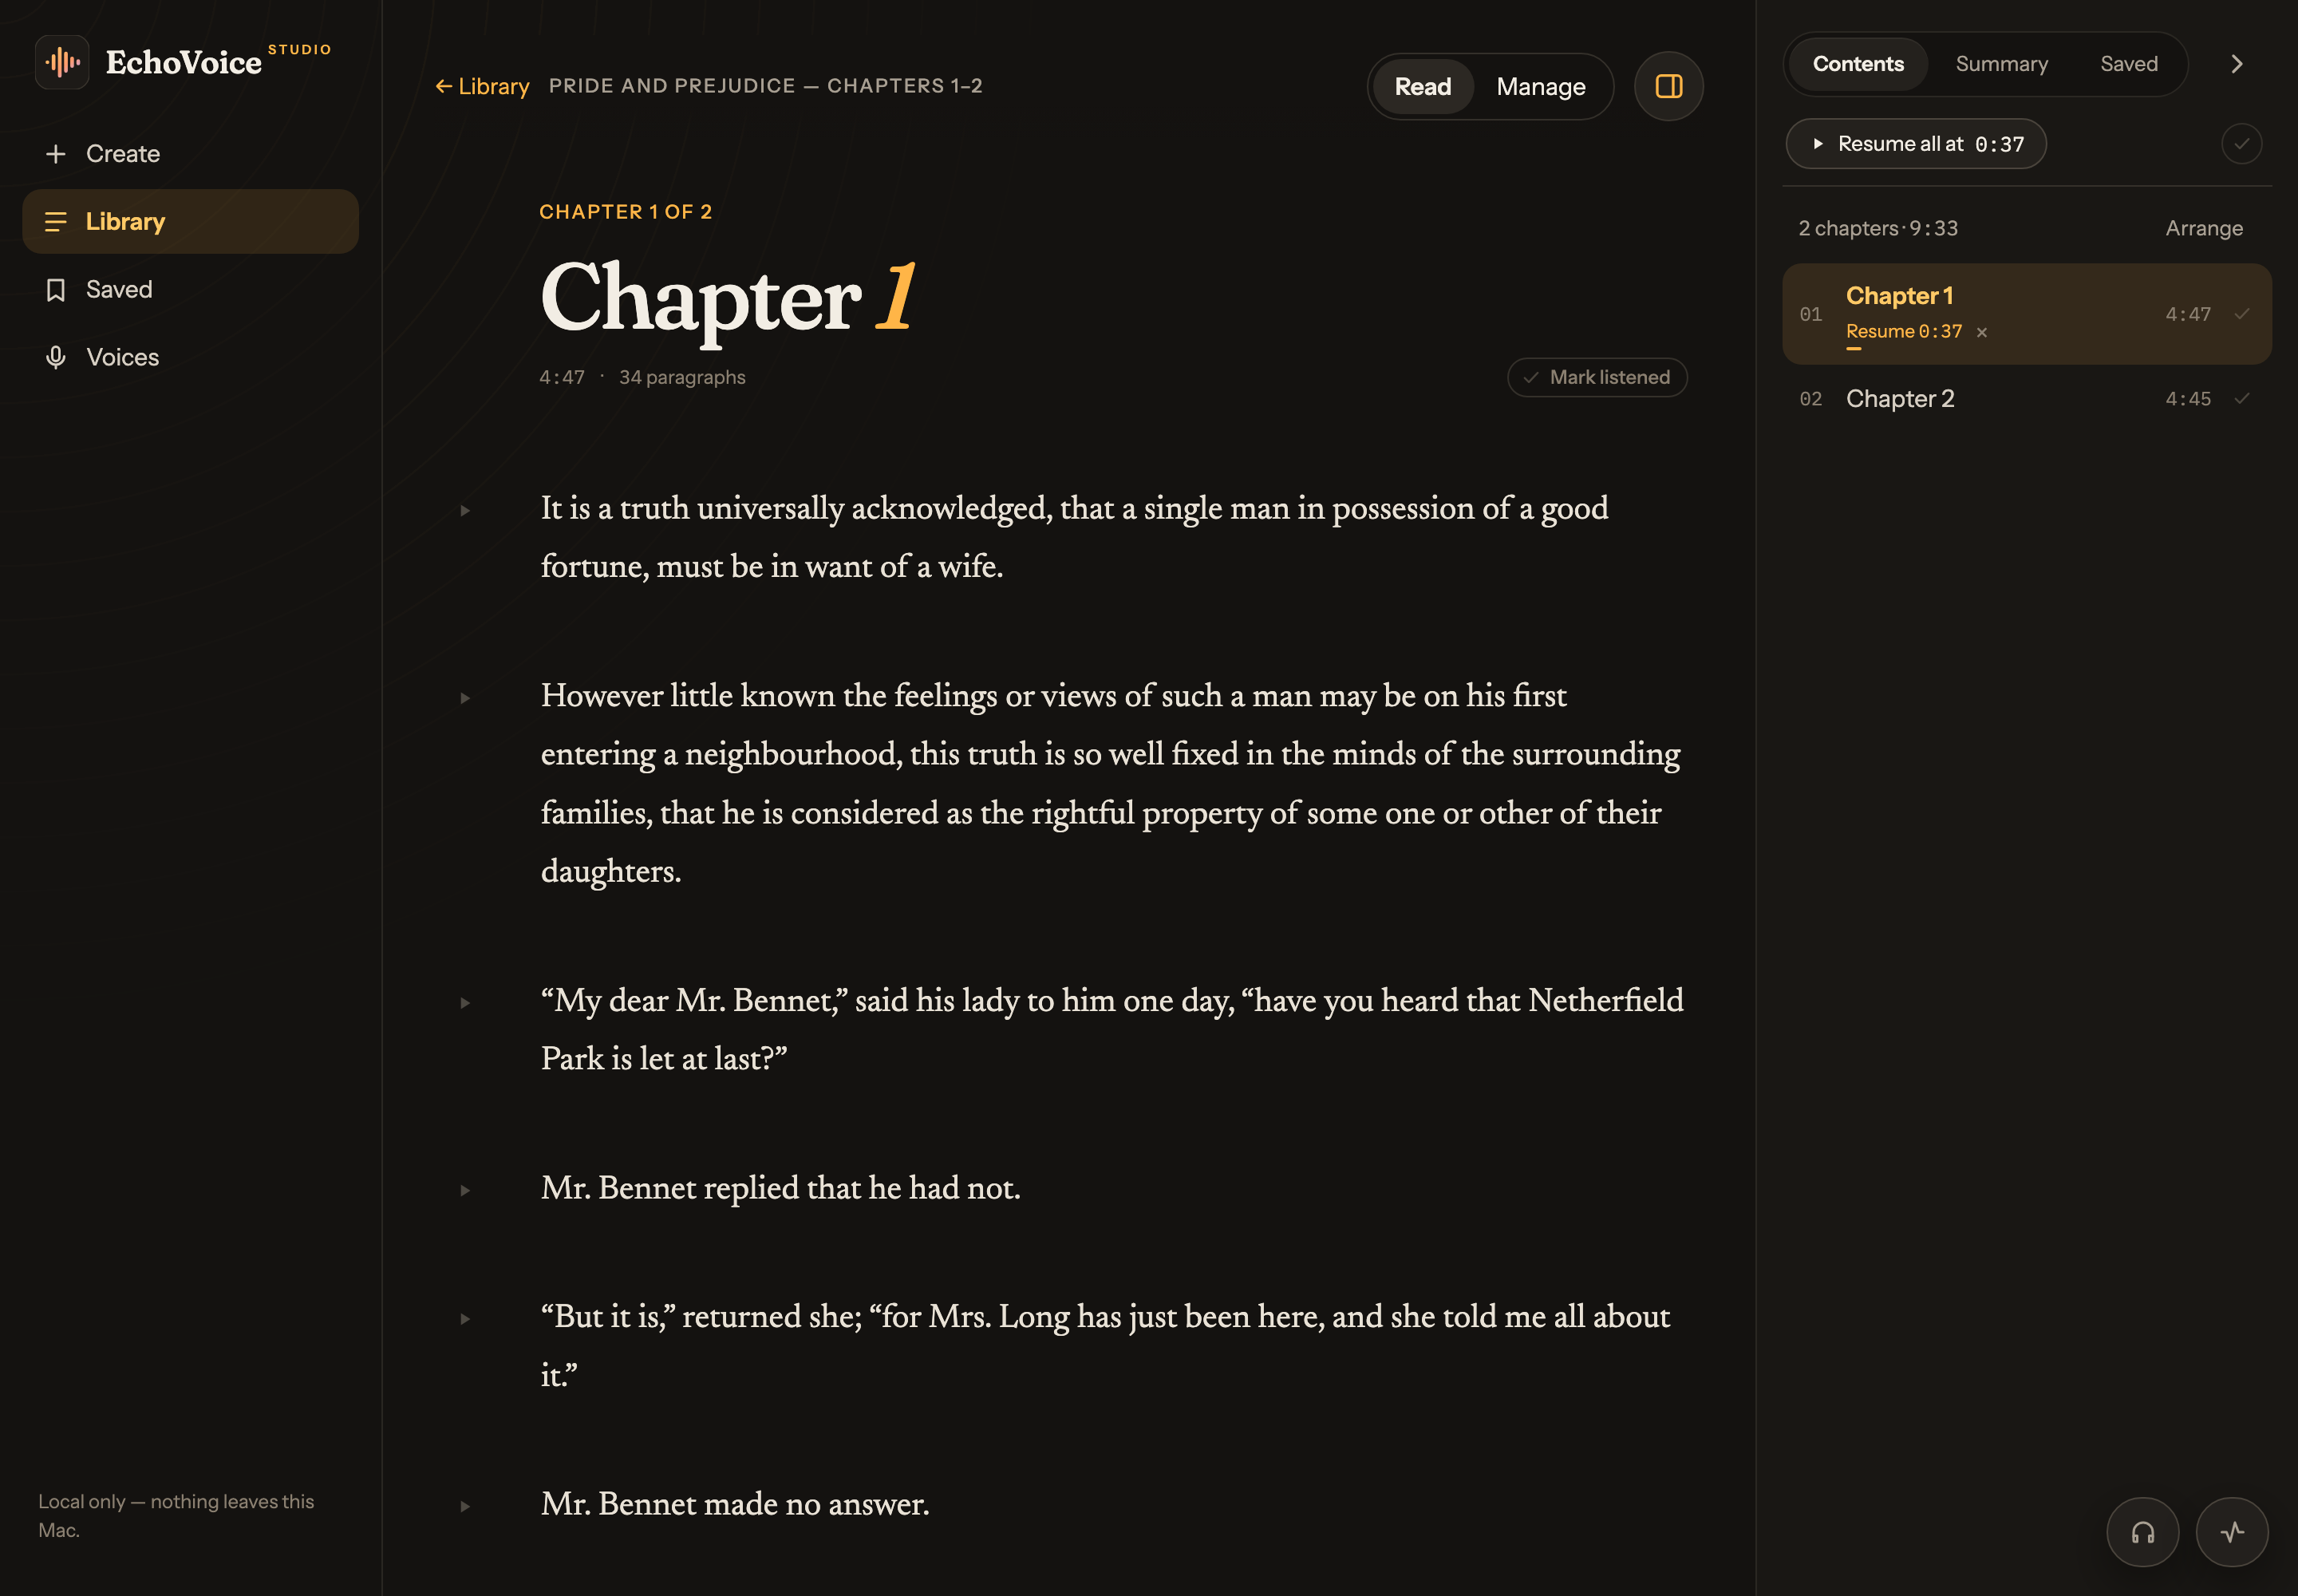 EchoVoice STUDIO
Create
Library
Saved
Voices
Local only — nothing leaves this
Mac.
← Library PRIDE AND PREJUDICE — CHAPTERS 1–2
Read Manage
CHAPTER 1 OF 2
Chapter 1
4:47 · 34 paragraphs
Mark listened
It is a truth universally acknowledged, that a single man in possession of a good
fortune, must be in want of a wife.
However little known the feelings or views of such a man may be on his first
entering a neighbourhood, this truth is so well fixed in the minds of the surrounding
families, that he is considered as the rightful property of some one or other of their
daughters.
“My dear Mr. Bennet,” said his lady to him one day, “have you heard that Netherfield
Park is let at last?”
Mr. Bennet replied that he had not.
“But it is,” returned she; “for Mrs. Long has just been here, and she told me all about
it.”
Mr. Bennet made no answer.
Contents Summary Saved
Resume all at 0:37
2 chapters · 9:33 Arrange
01 Chapter 1 4:47
Resume 0:37 ×
02 Chapter 2 4:45